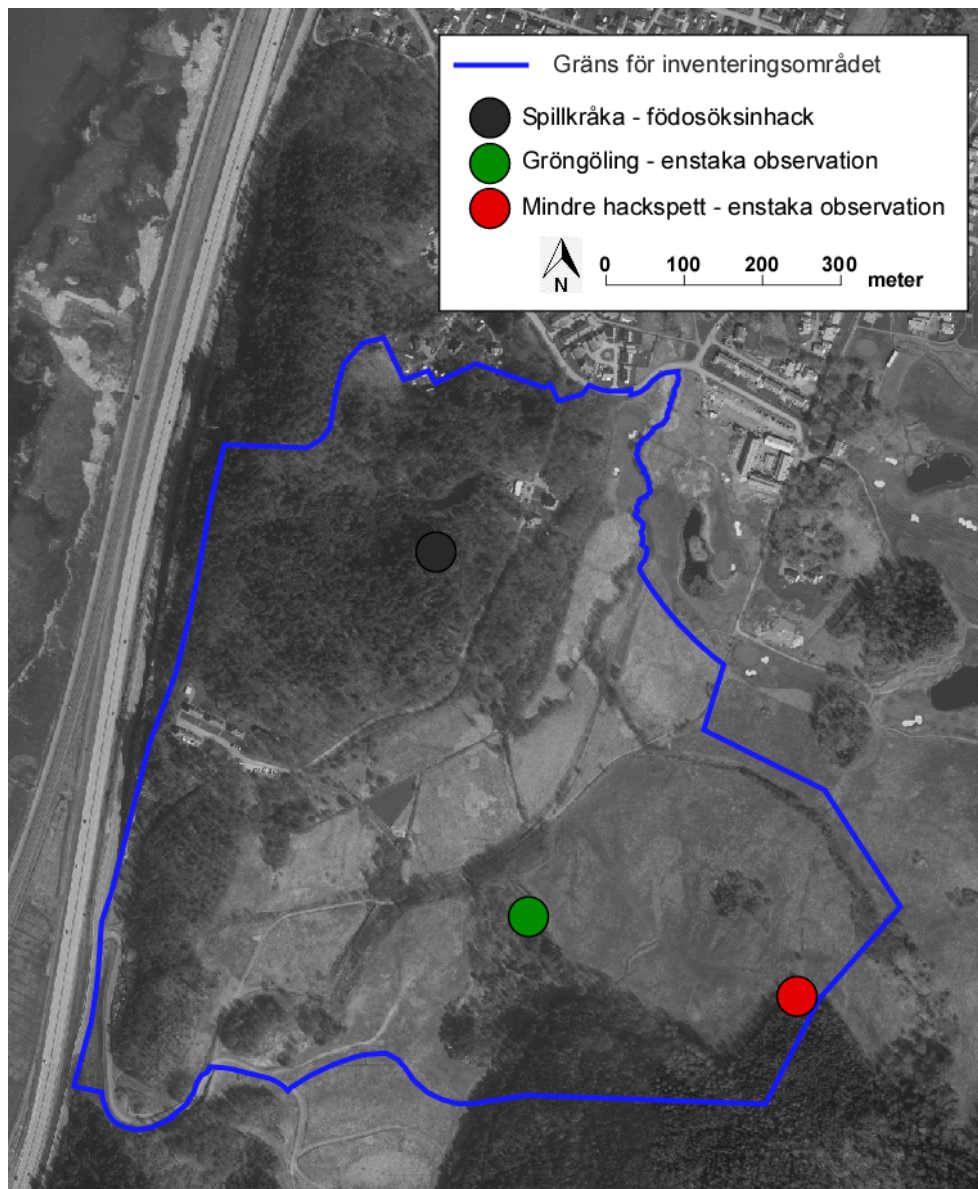 Gräns för inventeringsområdet
Spillkråka - födosöksinhack
Gröngöling - enstaka observation
Mindre hackspett - enstaka observation
N
0 100 200 300 meter